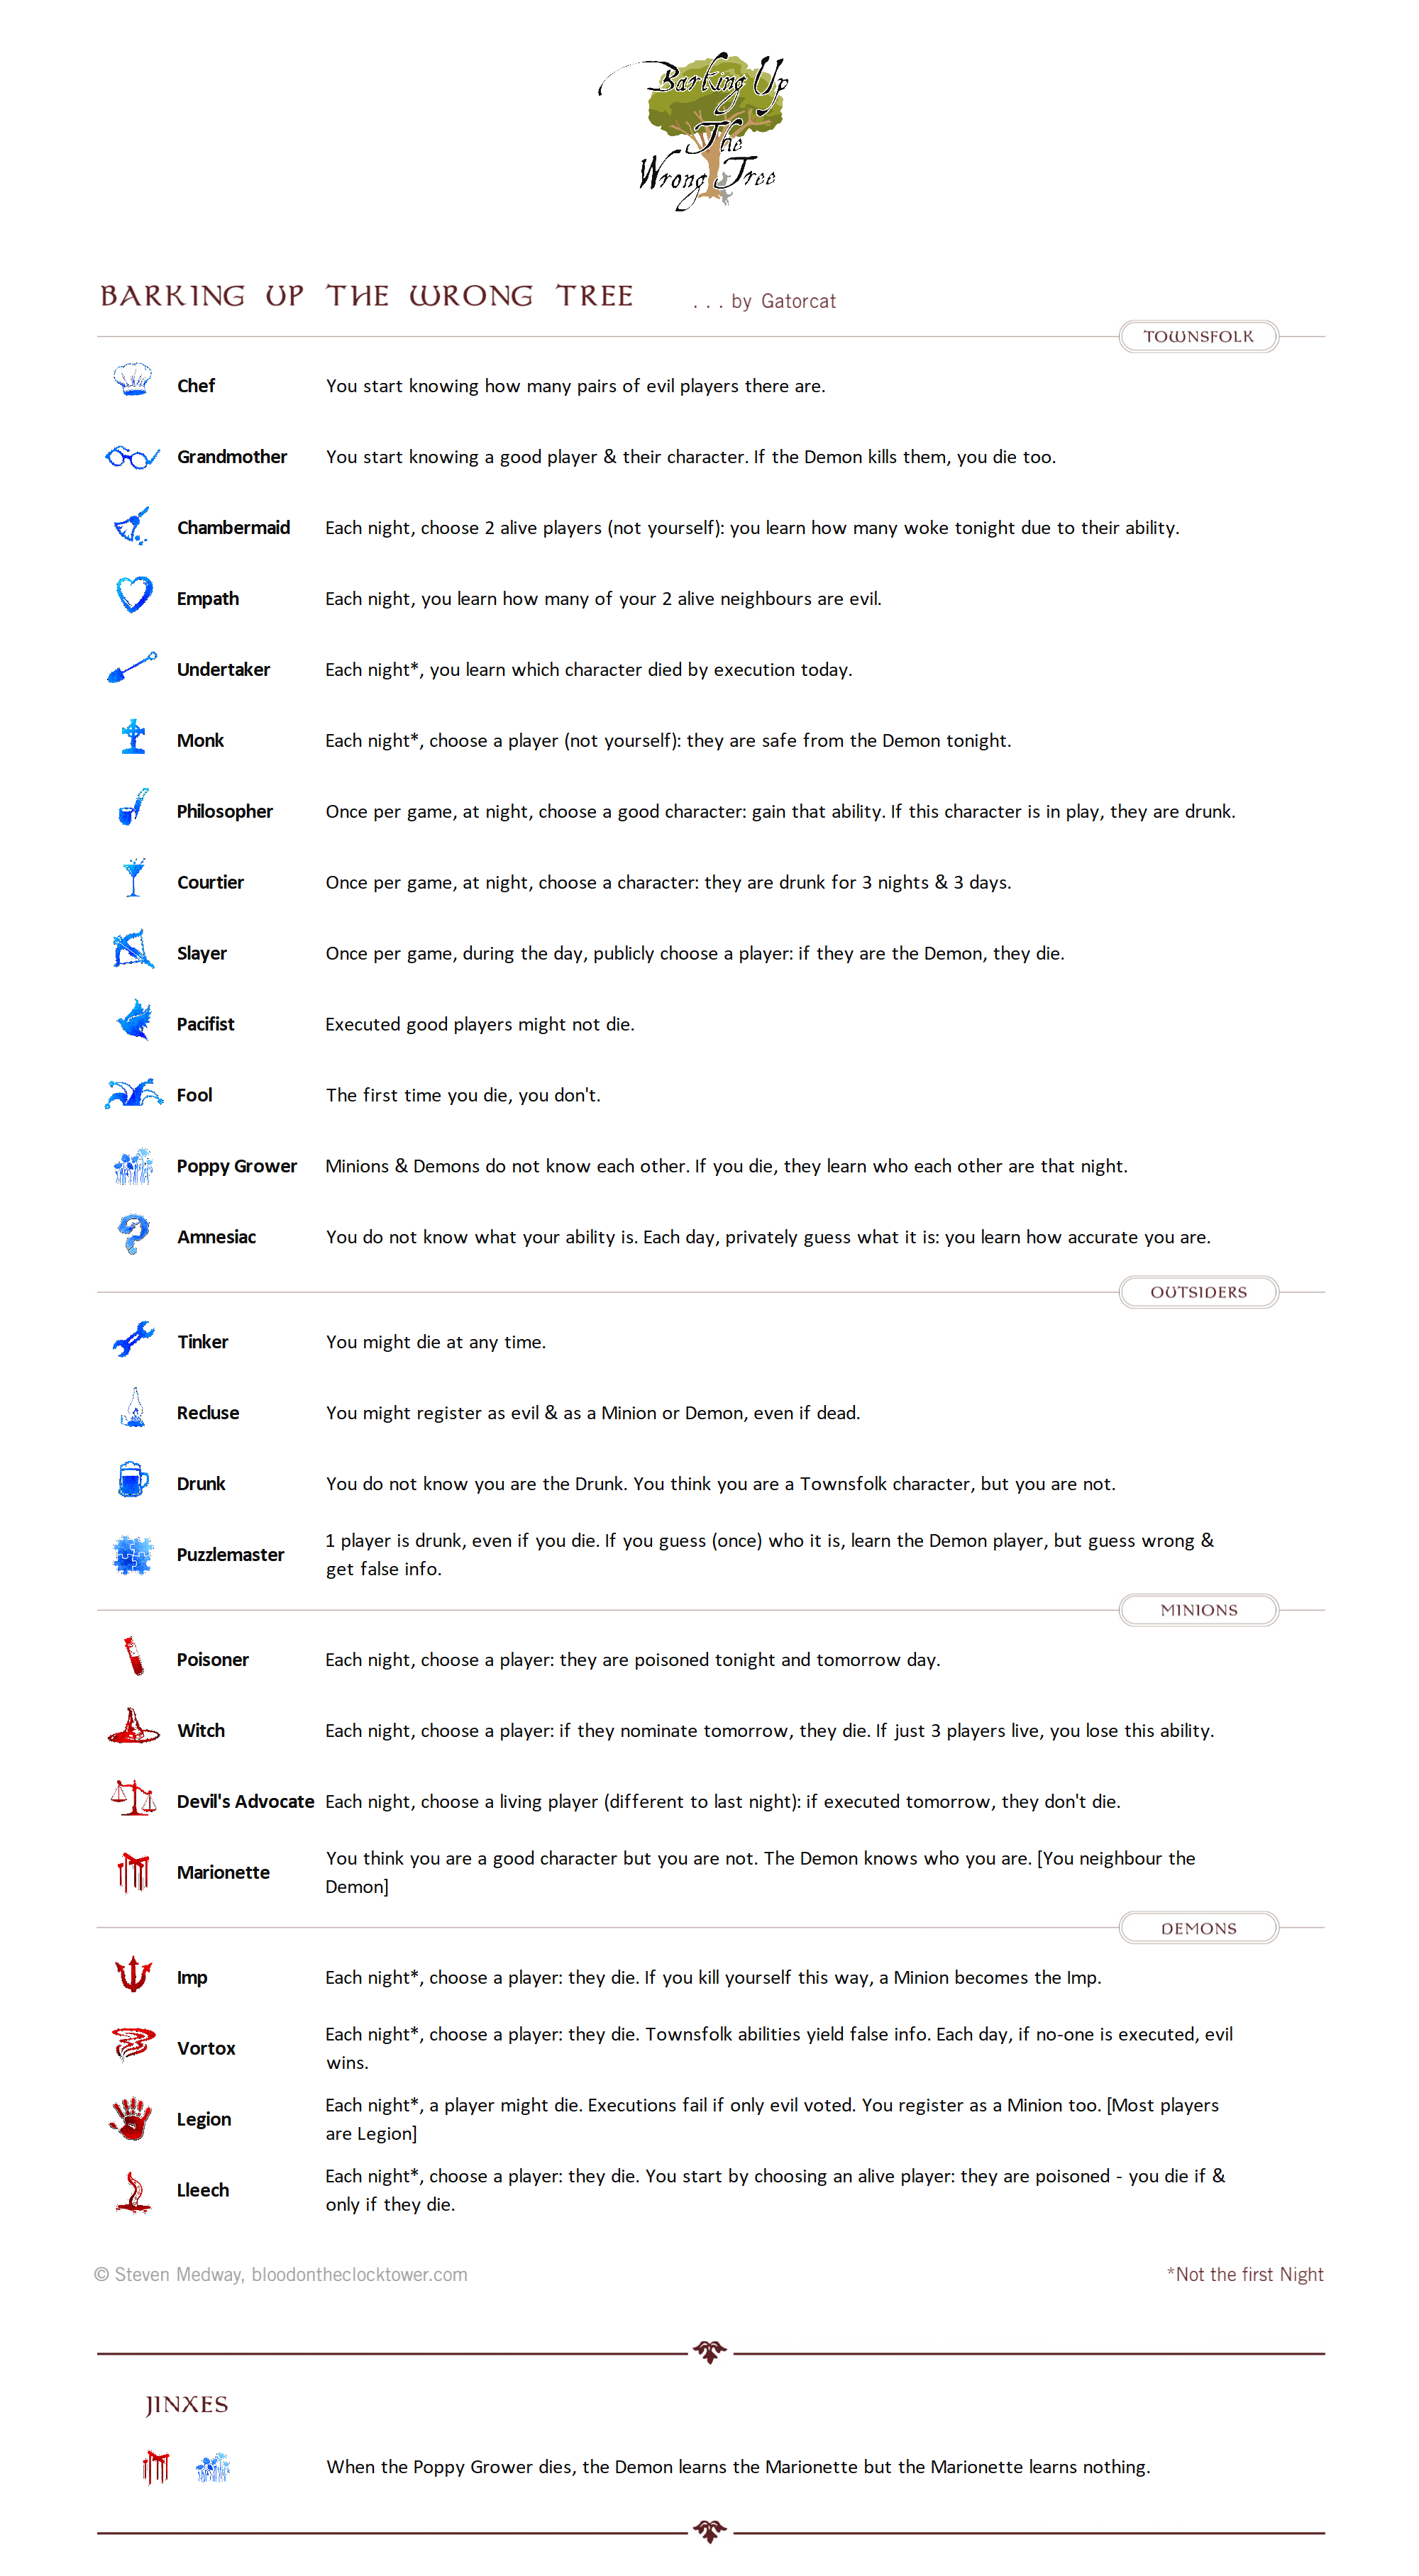 Barking Up
The
Wrong Tree
BARKING UP THE WRONG TREE . . . by Gatorcat
TOWNSFOLK
Chef You start knowing how many pairs of evil players there are.
Grandmother You start knowing a good player & their character. If the Demon kills them, you die too.
Chambermaid Each night, choose 2 alive players (not yourself): you learn how many woke tonight due to their ability.
Empath Each night, you learn how many of your 2 alive neighbours are evil.
Undertaker Each night*, you learn which character died by execution today.
Monk Each night*, choose a player (not yourself): they are safe from the Demon tonight.
Philosopher Once per game, at night, choose a good character: gain that ability. If this character is in play, they are drunk.
Courtier Once per game, at night, choose a character: they are drunk for 3 nights & 3 days.
Slayer Once per game, during the day, publicly choose a player: if they are the Demon, they die.
Pacifist Executed good players might not die.
Fool The first time you die, you don't.
Poppy Grower Minions & Demons do not know each other. If you die, they learn who each other are that night.
Amnesiac You do not know what your ability is. Each day, privately guess what it is: you learn how accurate you are.
OUTSIDERS
Tinker You might die at any time.
Recluse You might register as evil & as a Minion or Demon, even if dead.
Drunk You do not know you are the Drunk. You think you are a Townsfolk character, but you are not.
Puzzlemaster 1 player is drunk, even if you die. If you guess (once) who it is, learn the Demon player, but guess wrong &
get false info.
MINIONS
Poisoner Each night, choose a player: they are poisoned tonight and tomorrow day.
Witch Each night, choose a player: if they nominate tomorrow, they die. If just 3 players live, you lose this ability.
Devil's Advocate Each night, choose a living player (different to last night): if executed tomorrow, they don't die.
Marionette You think you are a good character but you are not. The Demon knows who you are. [You neighbour the
Demon]
DEMONS
Imp Each night*, choose a player: they die. If you kill yourself this way, a Minion becomes the Imp.
Vortox Each night*, choose a player: they die. Townsfolk abilities yield false info. Each day, if no-one is executed, evil
wins.
Legion Each night*, a player might die. Executions fail if only evil voted. You register as a Minion too. [Most players
are Legion]
Lleech Each night*, choose a player: they die. You start by choosing an alive player: they are poisoned - you die if &
only if they die.
© Steven Medway, bloodontheclocktower.com *Not the first Night
JINXES
When the Poppy Grower dies, the Demon learns the Marionette but the Marionette learns nothing.